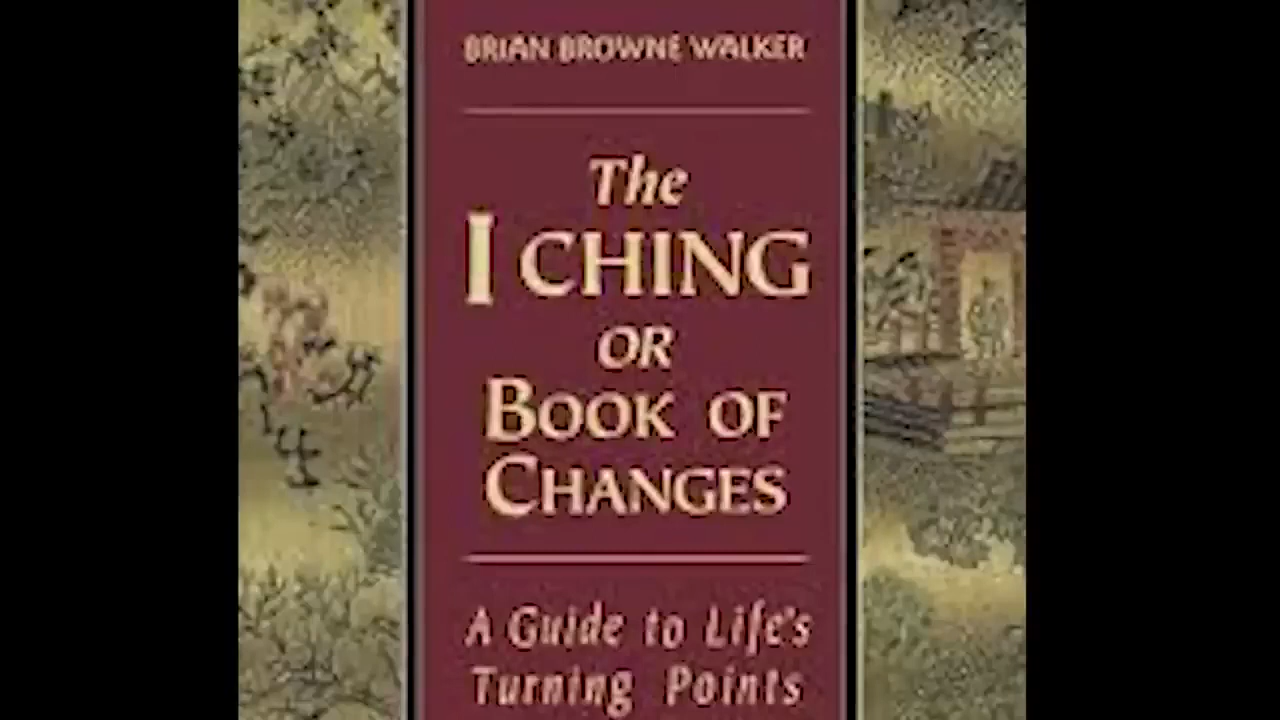 BRIAN BROWNE WALKER
The
I CHING
OR
BOOK OF
CHANGES
A Guide to Life's
Turning Points